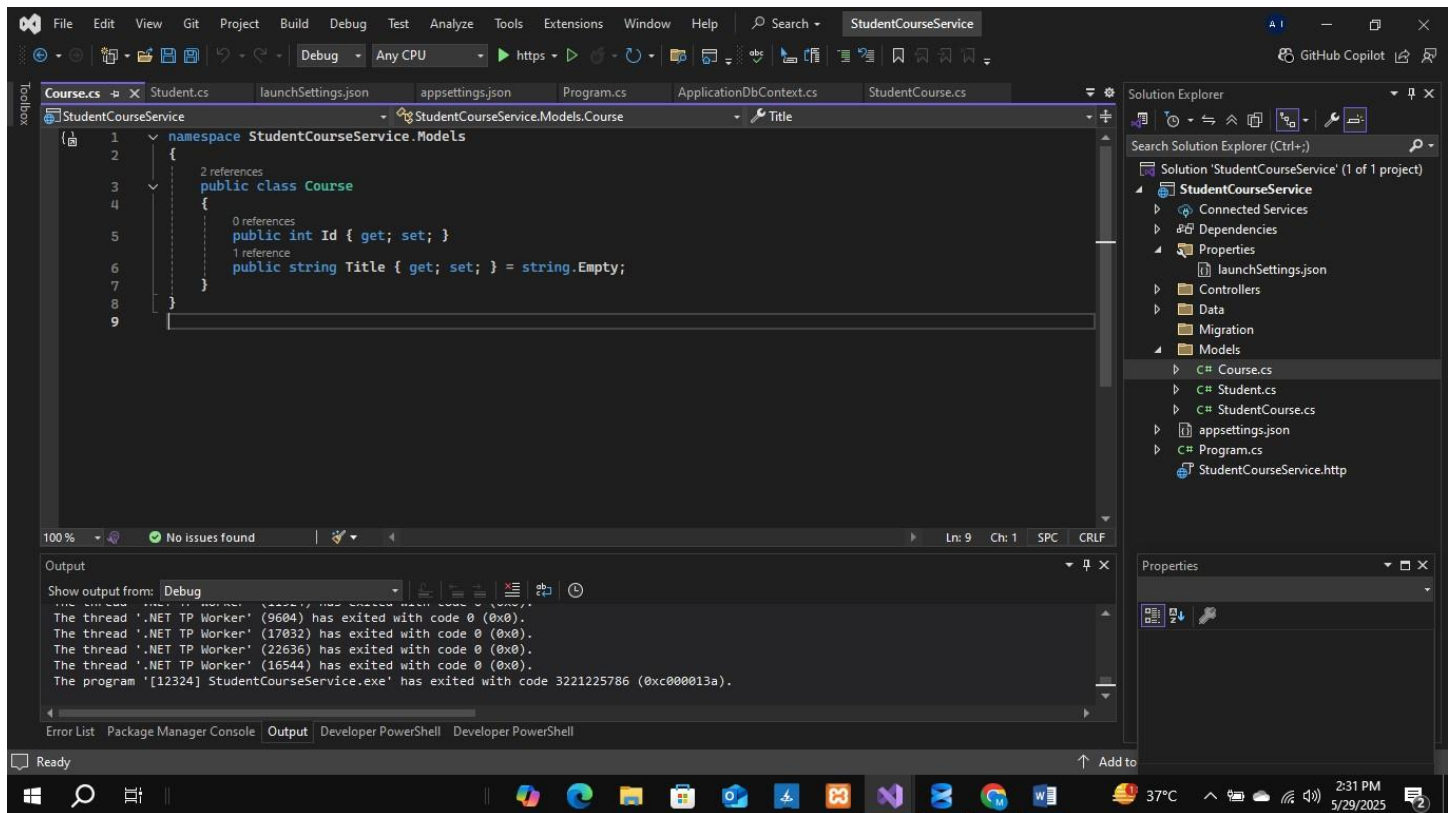 File Edit View Git Project Build Debug Test Analyze Tools Extensions Window Help Search StudentCourseService A I
Debug Any CPU https GitHub Copilot
Toolbox
Course.cs Student.cs launchSettings.json appsettings.json Program.cs ApplicationDbContext.cs StudentCourse.cs
StudentCourseService StudentCourseService.Models.Course Title
1 namespace StudentCourseService.Models
2 {
2 references
3 public class Course
4 {
0 references
5 public int Id { get; set; }
1 reference
6 public string Title { get; set; } = string.Empty;
7 }
8 }
9
100 % No issues found Ln: 9 Ch: 1 SPC CRLF
Solution Explorer
Search Solution Explorer (Ctrl+;)
Solution 'StudentCourseService' (1 of 1 project)
StudentCourseService
Connected Services
Dependencies
Properties
launchSettings.json
Controllers
Data
Migration
Models
C# Course.cs
C# Student.cs
C# StudentCourse.cs
appsettings.json
C# Program.cs
StudentCourseService.http
Output
Show output from: Debug
The thread '.NET TP Worker' (9604) has exited with code 0 (0x0).
The thread '.NET TP Worker' (17032) has exited with code 0 (0x0).
The thread '.NET TP Worker' (22636) has exited with code 0 (0x0).
The thread '.NET TP Worker' (16544) has exited with code 0 (0x0).
The program '[12324] StudentCourseService.exe' has exited with code 3221225786 (0xc000013a).
Error List Package Manager Console Output Developer PowerShell Developer PowerShell
Properties
Ready Add to
37°C 2:31 PM
5/29/2025